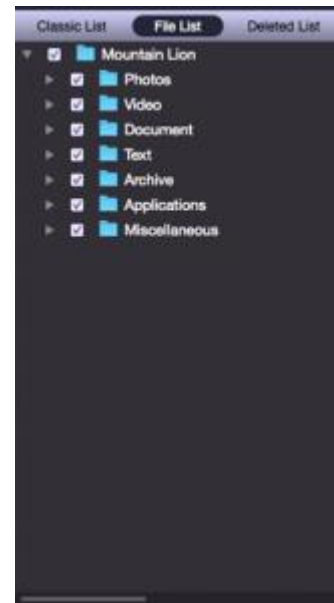 Classic List File List Deleted List
Mountain Lion
Photos
Video
Document
Text
Archive
Applications
Miscellaneous